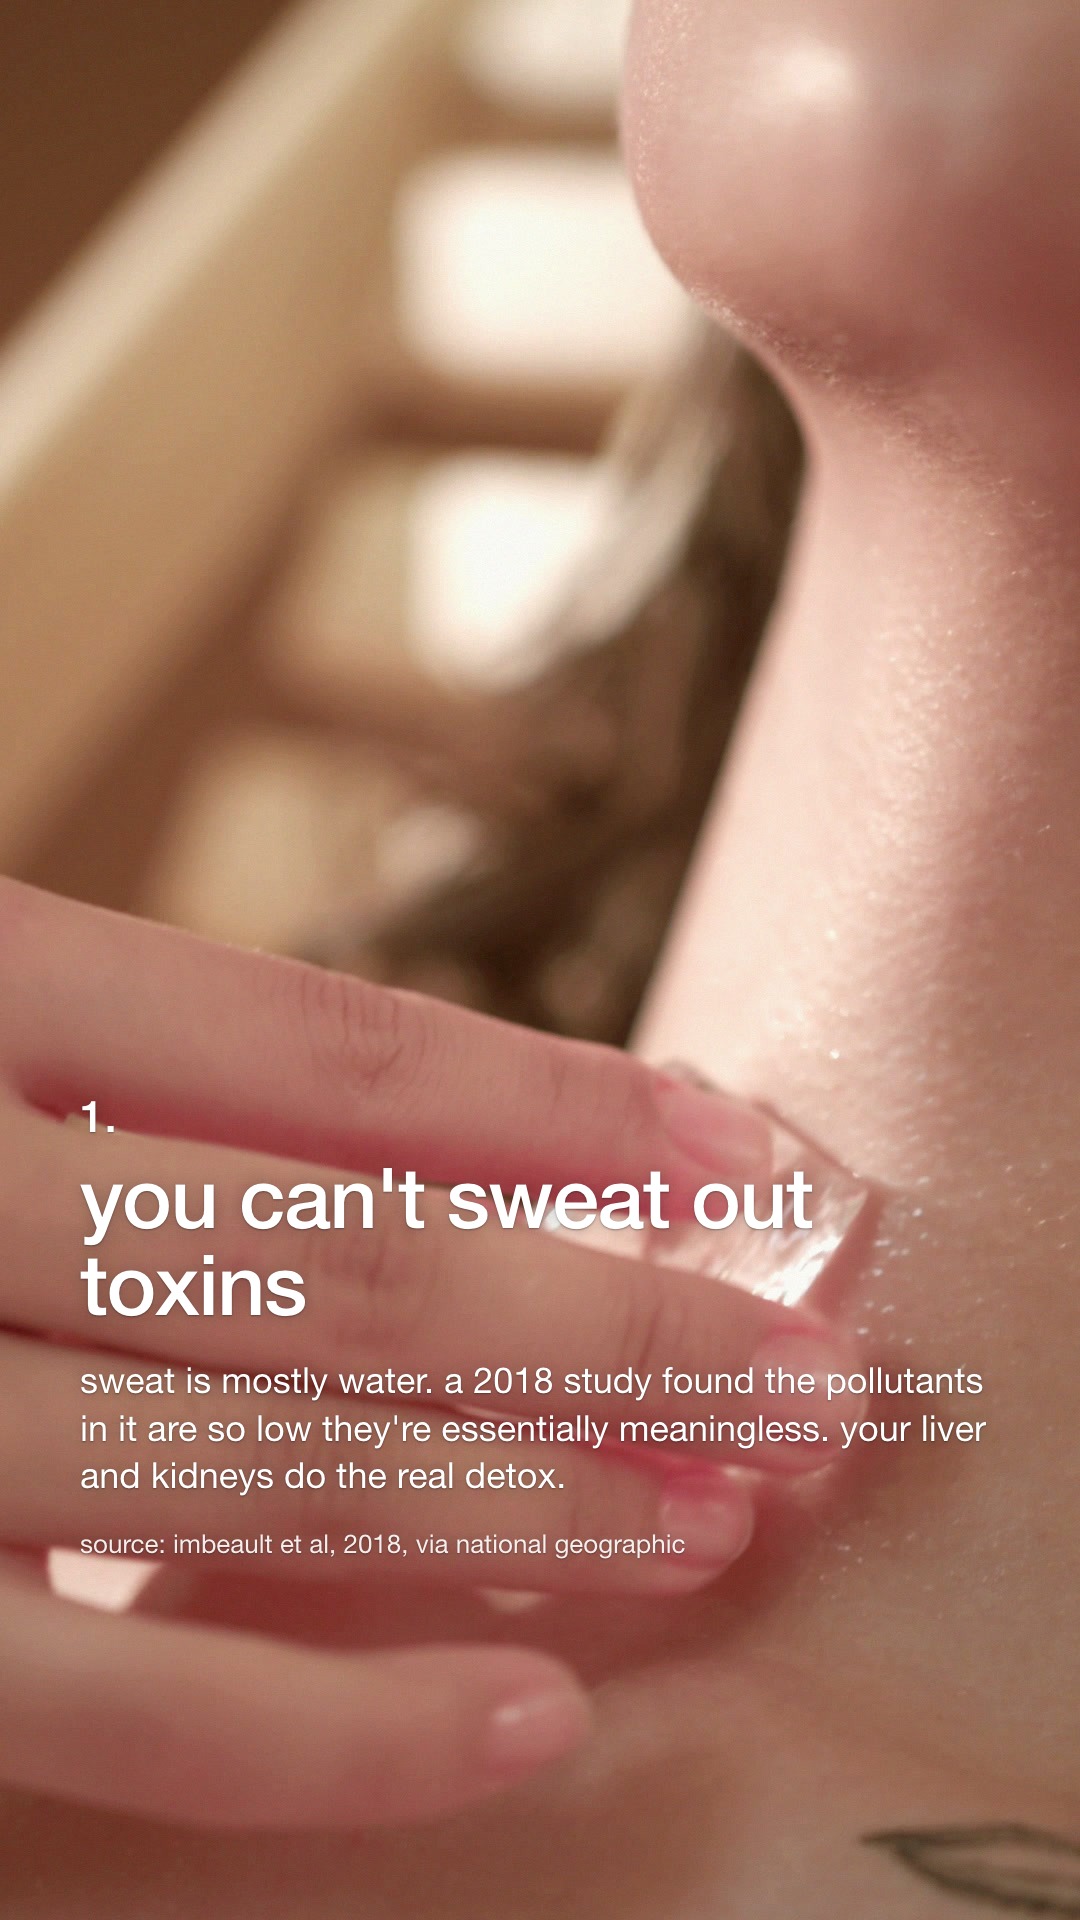 1.
you can't sweat out
toxins
sweat is mostly water. a 2018 study found the pollutants
in it are so low they're essentially meaningless. your liver
and kidneys do the real detox.
source: imbeault et al, 2018, via national geographic